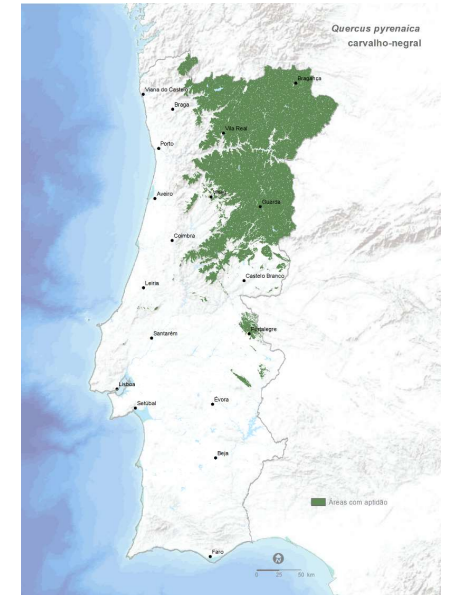 Quercus pyrenaica
carvalho-negral
Bragança
Viana do Castelo
Braga
Vila Real
Porto
Aveiro
Guarda
Coimbra
Castelo Branco
Leiria
Portalegre
Santarém
Lisboa
Setúbal
Évora
Beja
Áreas com aptidão
Faro
0 25 50 km